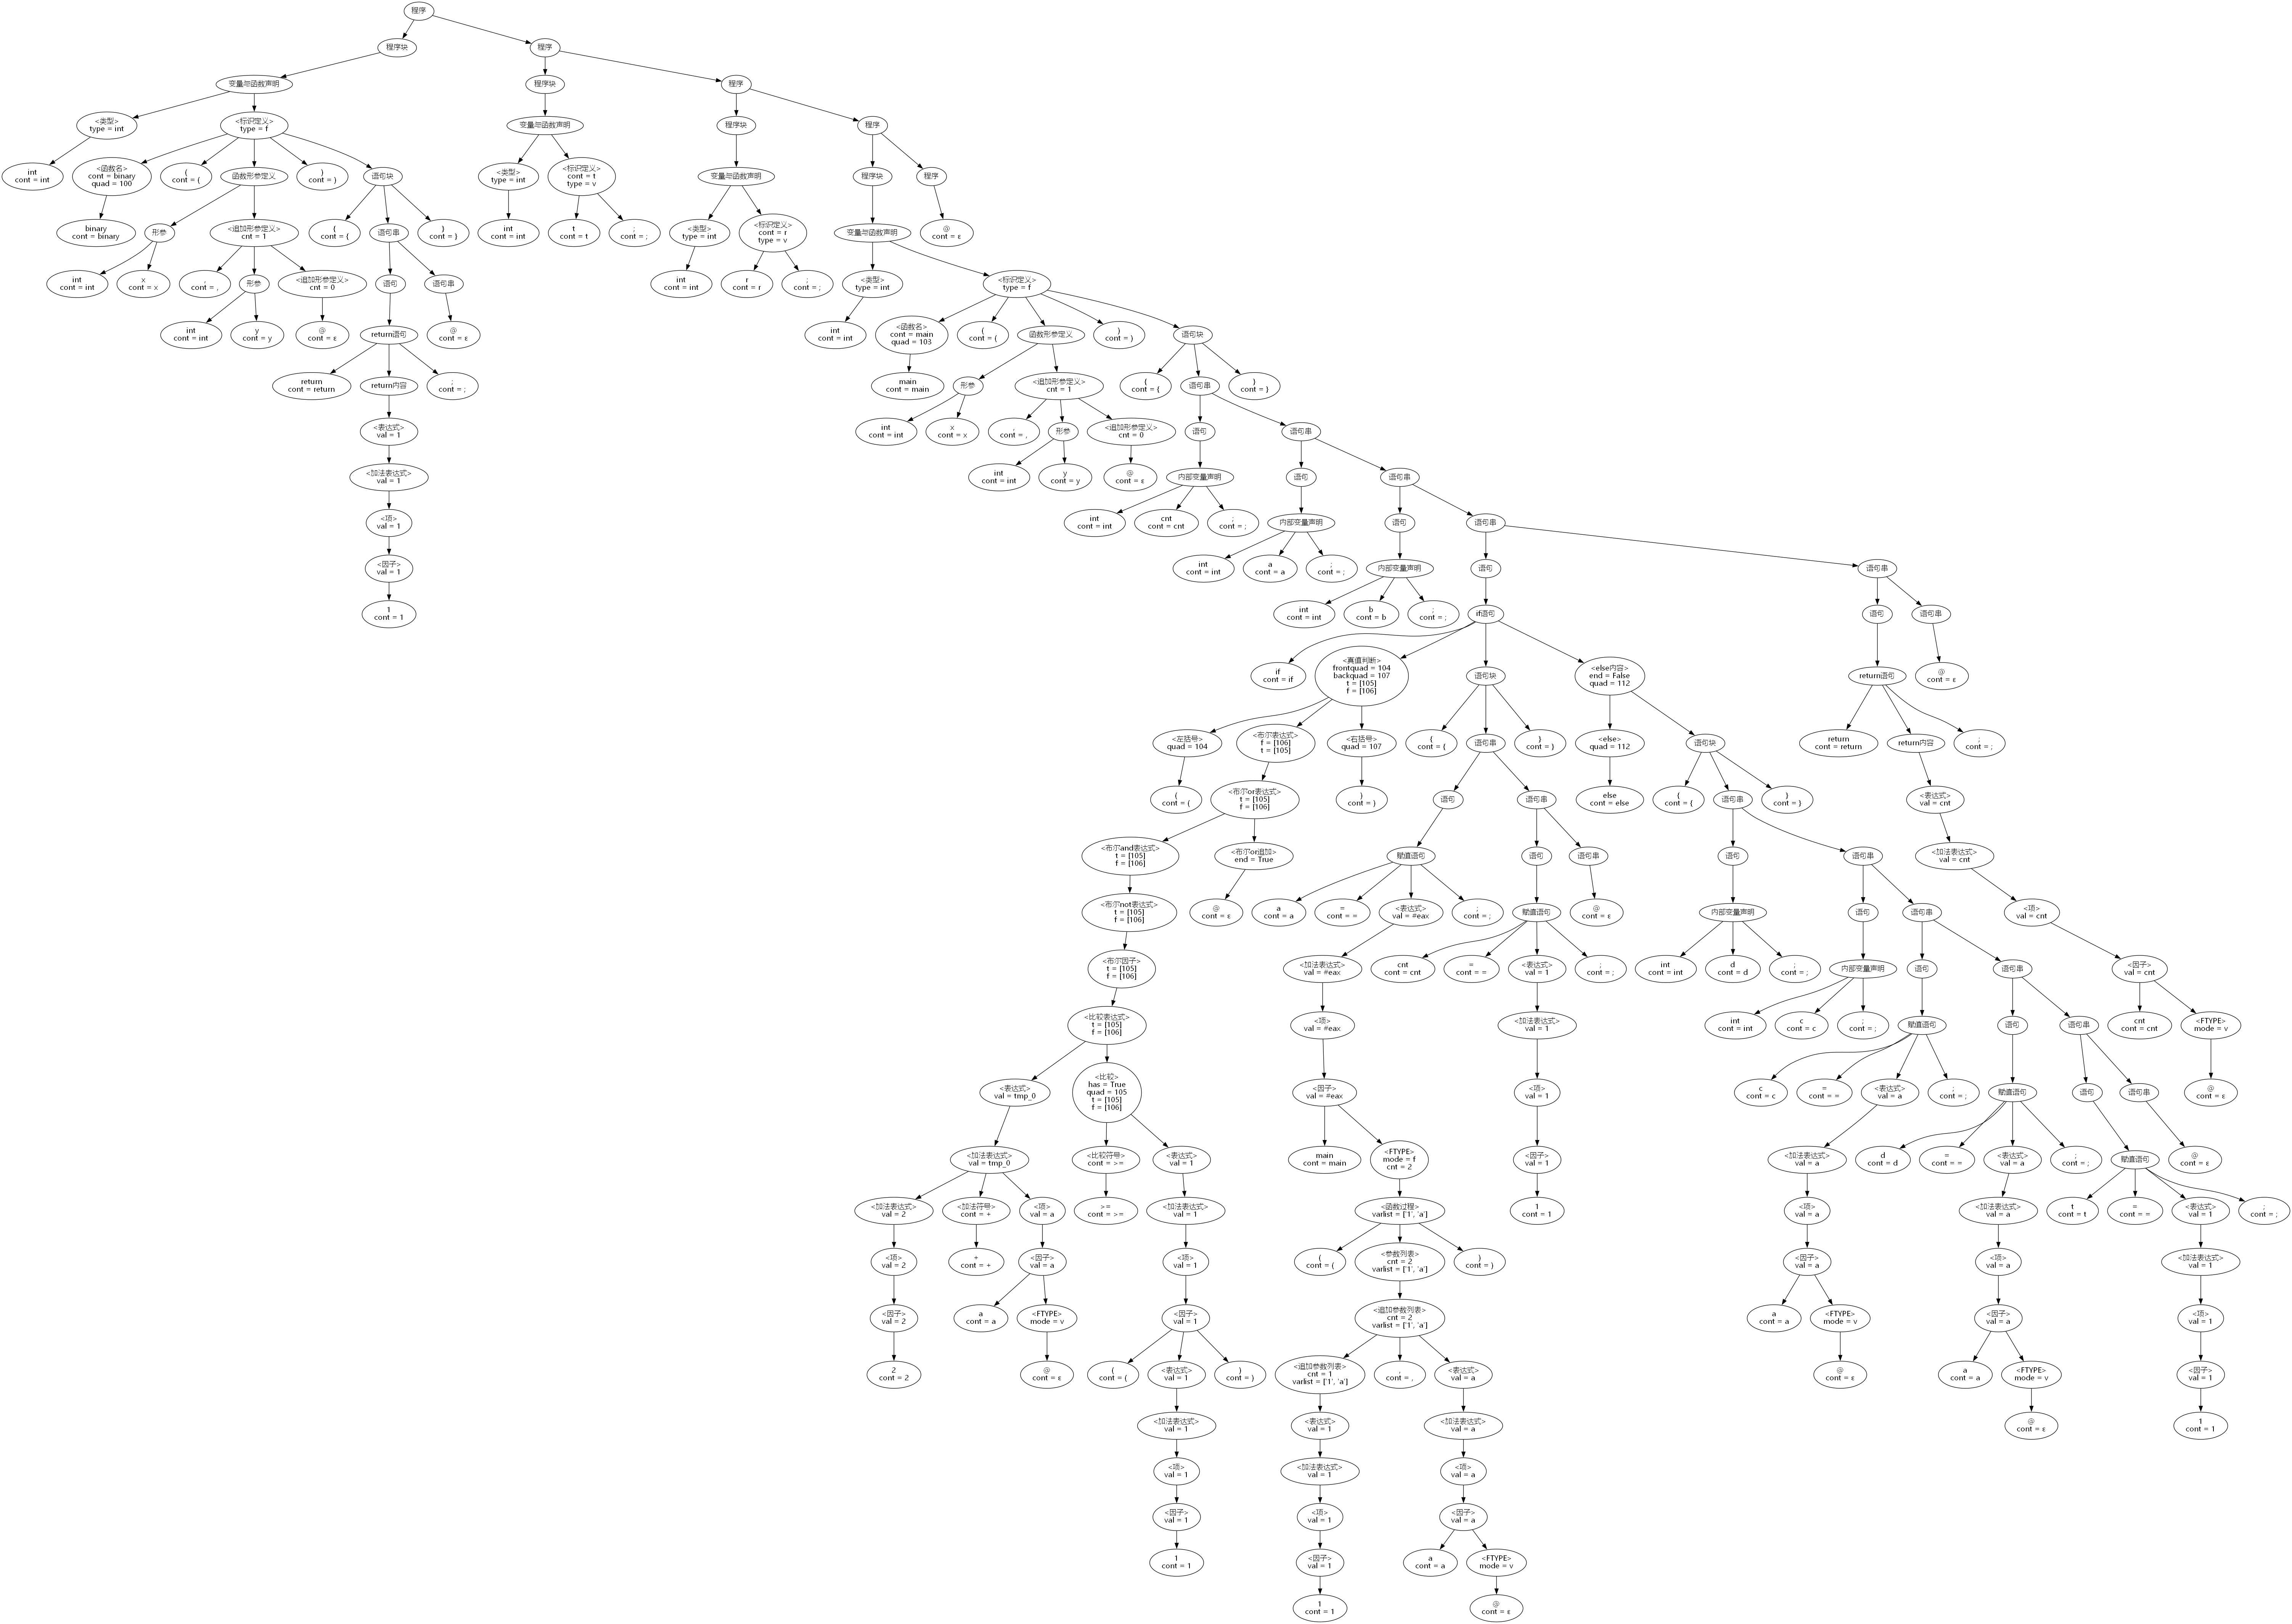 程序
程序块
程序
变量与函数声明
程序块
程序
<类型>
type = int
<标识定义>
type = f
变量与函数声明
程序块
程序
int
cont = int
<函数名>
cont = binary
quad = 100
(
cont = (
函数形参定义
)
cont = )
语句块
<类型>
type = int
<标识定义>
cont = t
type = v
变量与函数声明
程序块
程序
binary
cont = binary
形参
<追加形参定义>
cnt = 1
{
cont = {
语句串
}
cont = }
int
cont = int
t
cont = t
;
cont = ;
<类型>
type = int
<标识定义>
cont = r
type = v
变量与函数声明
@
cont = ε
int
cont = int
x
cont = x
,
cont = ,
形参
<追加形参定义>
cnt = 0
语句
语句串
int
cont = int
r
cont = r
;
cont = ;
<类型>
type = int
<标识定义>
type = f
int
cont = int
y
cont = y
@
cont = ε
return语句
@
cont = ε
int
cont = int
<函数名>
cont = main
quad = 103
(
cont = (
函数形参定义
)
cont = )
语句块
return
cont = return
return内容
;
cont = ;
main
cont = main
形参
<追加形参定义>
cnt = 1
{
cont = {
语句串
}
cont = }
<表达式>
val = 1
int
cont = int
x
cont = x
,
cont = ,
形参
<追加形参定义>
cnt = 0
语句
语句串
<加法表达式>
val = 1
int
cont = int
y
cont = y
@
cont = ε
内部变量声明
语句
语句串
<项>
val = 1
int
cont = int
cnt
cont = cnt
;
cont = ;
内部变量声明
语句
语句串
<因子>
val = 1
int
cont = int
a
cont = a
;
cont = ;
内部变量声明
语句
语句串
1
cont = 1
int
cont = int
b
cont = b
;
cont = ;
if语句
语句
语句串
if
cont = if
<真值判断>
frontquad = 104
backquad = 107
t = [105]
f = [106]
语句块
<else内容>
end = False
quad = 112
return语句
@
cont = ε
<左括号>
quad = 104
<布尔表达式>
f = [106]
t = [105]
<右括号>
quad = 107
{
cont = {
语句串
}
cont = }
<else>
quad = 112
语句块
return
cont = return
return内容
;
cont = ;
(
cont = (
<布尔or表达式>
t = [105]
f = [106]
)
cont = )
语句
语句串
else
cont = else
{
cont = {
语句串
}
cont = }
<表达式>
val = cnt
<布尔and表达式>
t = [105]
f = [106]
<布尔or追加>
end = True
赋值语句
语句
语句串
语句
语句串
<加法表达式>
val = cnt
<布尔not表达式>
t = [105]
f = [106]
@
cont = ε
a
cont = a
=
cont = =
<表达式>
val = #eax
;
cont = ;
赋值语句
@
cont = ε
内部变量声明
语句
语句串
<项>
val = cnt
<布尔因子>
t = [105]
f = [106]
<加法表达式>
val = #eax
cnt
cont = cnt
=
cont = =
<表达式>
val = 1
;
cont = ;
int
cont = int
d
cont = d
;
cont = ;
内部变量声明
语句
语句串
<因子>
val = cnt
<比较表达式>
t = [105]
f = [106]
<项>
val = #eax
<加法表达式>
val = 1
int
cont = int
c
cont = c
;
cont = ;
赋值语句
语句
语句串
cnt
cont = cnt
<FTYPE>
mode = v
<表达式>
val = tmp_0
<比较>
has = True
quad = 105
t = [105]
f = [106]
<因子>
val = #eax
<项>
val = 1
c
cont = c
=
cont = =
<表达式>
val = a
;
cont = ;
赋值语句
语句
语句串
@
cont = ε
<加法表达式>
val = tmp_0
<比较符号>
cont = >=
<表达式>
val = 1
main
cont = main
<FTYPE>
mode = f
cnt = 2
<因子>
val = 1
<加法表达式>
val = a
d
cont = d
=
cont = =
<表达式>
val = a
;
cont = ;
赋值语句
@
cont = ε
<加法表达式>
val = 2
<加法符号>
cont = +
<项>
val = a
>=
cont = >=
<加法表达式>
val = 1
<函数过程>
varlist = ['1', 'a']
1
cont = 1
<项>
val = a
<加法表达式>
val = a
t
cont = t
=
cont = =
<表达式>
val = 1
;
cont = ;
<项>
val = 2
+
cont = +
<因子>
val = a
<项>
val = 1
(
cont = (
<参数列表>
cnt = 2
varlist = ['1', 'a']
)
cont = )
<因子>
val = a
<项>
val = a
<加法表达式>
val = 1
<因子>
val = 2
a
cont = a
<FTYPE>
mode = v
<因子>
val = 1
<追加参数列表>
cnt = 2
varlist = ['1', 'a']
a
cont = a
<FTYPE>
mode = v
<因子>
val = a
<项>
val = 1
2
cont = 2
@
cont = ε
(
cont = (
<表达式>
val = 1
)
cont = )
<追加参数列表>
cnt = 1
varlist = ['1', 'a']
,
cont = ,
<表达式>
val = a
@
cont = ε
a
cont = a
<FTYPE>
mode = v
<因子>
val = 1
<加法表达式>
val = 1
<表达式>
val = 1
<加法表达式>
val = a
@
cont = ε
1
cont = 1
<项>
val = 1
<加法表达式>
val = 1
<项>
val = a
<因子>
val = 1
<项>
val = 1
<因子>
val = a
1
cont = 1
<因子>
val = 1
a
cont = a
<FTYPE>
mode = v
1
cont = 1
@
cont = ε